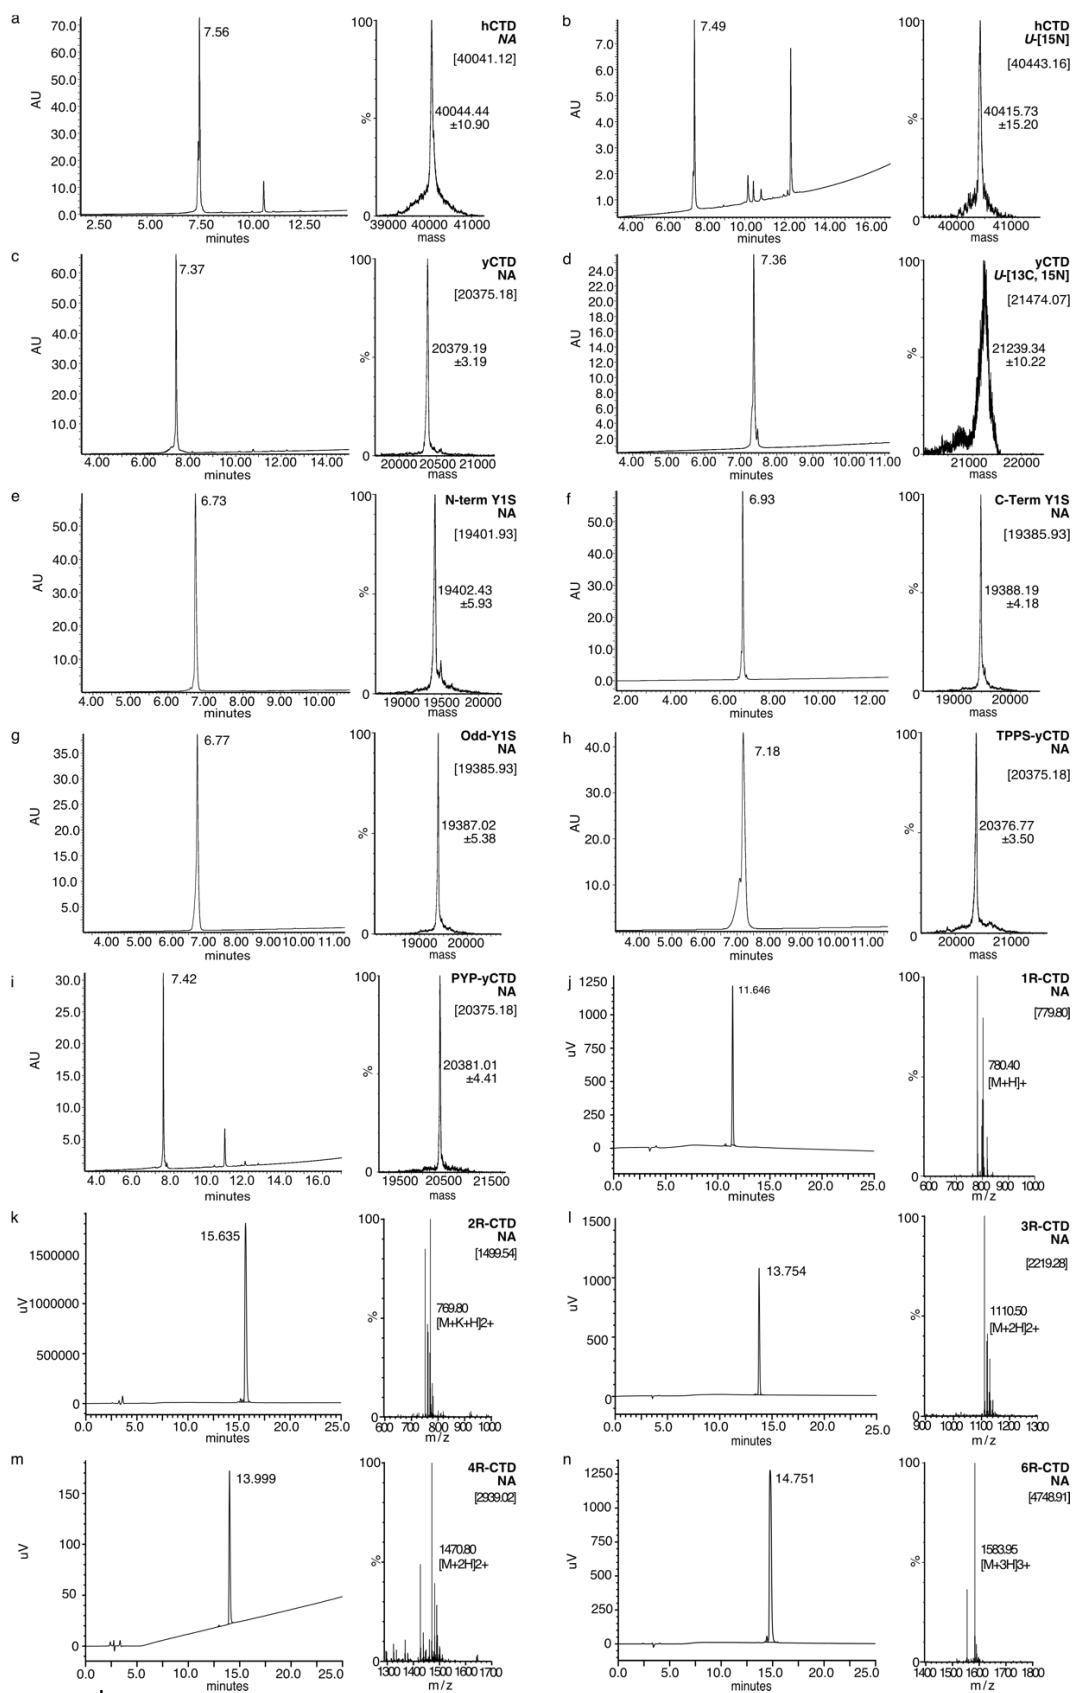 a
70.0
60.0
50.0
40.0
30.0
20.0
10.0
0.0
AU
7.56
2.50 5.00 7.50 10.00 12.50
minutes
100
%
0
hCTD
NA
[40041.12]
40044.44
±10.90
39000 40000 41000
mass
b
7.0
6.0
5.0
4.0
3.0
2.0
1.0
AU
7.49
4.00 6.00 8.00 10.00 12.00 14.00 16.00
minutes
100
%
0
hCTD
U-[15N]
[40443.16]
40415.73
±15.20
40000 41000
mass
c
60.0
50.0
40.0
30.0
20.0
10.0
AU
7.37
4.00 6.00 8.00 10.00 12.00 14.00
minutes
100
%
0
yCTD
NA
[20375.18]
20379.19
±3.19
20000 20500 21000
mass
d
24.0
22.0
20.0
18.0
16.0
14.0
12.0
10.0
8.0
6.0
4.0
2.0
AU
7.36
4.00 5.00 6.00 7.00 8.00 9.00 10.00 11.00
minutes
100
%
0
yCTD
U-[13C, 15N]
[21474.07]
21239.34
±10.22
21000 22000
mass
e
50.0
40.0
30.0
20.0
10.0
AU
6.73
4.00 5.00 6.00 7.00 8.00 9.00 10.00
minutes
100
%
0
N-term Y1S
NA
[19401.93]
19402.43
±5.93
19000 19500 20000
mass
f
50.0
40.0
30.0
20.0
10.0
0.0
AU
6.93
2.00 4.00 6.00 8.00 10.00 12.00
minutes
100
%
0
C-Term Y1S
NA
[19385.93]
19388.19
±4.18
19000 20000
mass
g
35.0
30.0
25.0
20.0
15.0
10.0
5.0
AU
6.77
4.00 5.00 6.00 7.00 8.00 9.00 10.00 11.00
minutes
100
%
0
Odd-Y1S
NA
[19385.93]
19387.02
±5.38
19000 20000
mass
h
40.0
30.0
20.0
10.0
AU
7.18
4.00 5.00 6.00 7.00 8.00 9.00 10.00 11.00
minutes
100
%
0
TPPS-yCTD
NA
[20375.18]
20376.77
±3.50
20000 21000
mass
i
30.0
25.0
20.0
15.0
10.0
5.0
AU
7.42
4.0 6.0 8.0 10.0 12.0 14.0 16.0
minutes
100
%
0
PYP-yCTD
NA
[20375.18]
20381.01
±4.41
19500 20500 21500
mass
j
1250
1000
750
500
250
0
uV
11.646
0.0 5.0 10.0 15.0 20.0 25.0
minutes
100
%
0
1R-CTD
NA
[779.80]
780.40
[M+H]+
600 700 800 900 1000
m / z
k
1500000
1000000
500000
0
uV
15.635
0.0 5.0 10.0 15.0 20.0 25.0
minutes
100
%
0
2R-CTD
NA
[1499.54]
769.80
[M+K+H]2+
600 700 800 900 1000
m / z
l
1500
1000
500
0
uV
13.754
0.0 5.0 10.0 15.0 20.0 25.0
minutes
100
%
0
3R-CTD
NA
[2219.28]
1110.50
[M+2H]2+
900 1000 1100 1200 1300
m / z
m
150
100
50
0
uV
13.999
0.0 5.0 10.0 15.0 20.0 25.0
minutes
100
%
0
4R-CTD
NA
[2939.02]
1470.80
[M+2H]2+
1300 1400 1500 1600 1700
m / z
n
1250
1000
750
500
250
0
uV
14.751
0.0 5.0 10.0 15.0 20.0 25.0
minutes
100
%
0
6R-CTD
NA
[4748.91]
1583.95
[M+3H]3+
1400 1500 1600 1700 1800
m / z